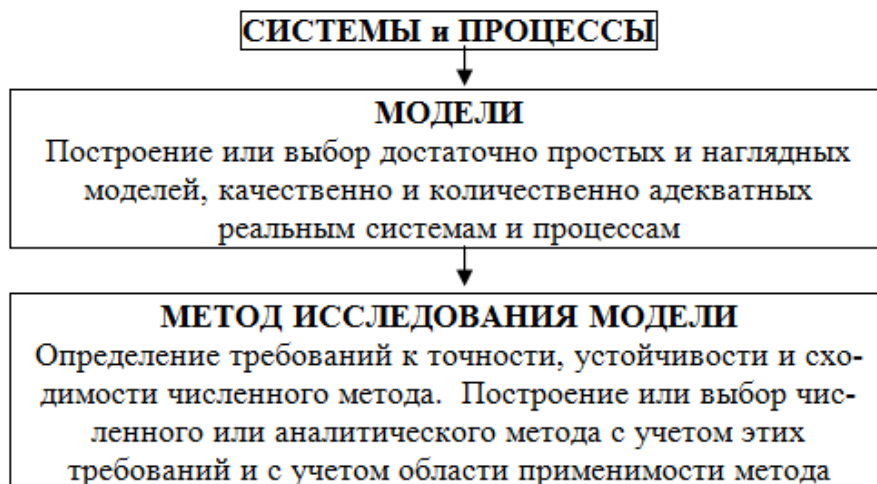 СИСТЕМЫ и ПРОЦЕССЫ
МОДЕЛИ
Построение или выбор достаточно простых и наглядных
моделей, качественно и количественно адекватных
реальным системам и процессам
МЕТОД ИССЛЕДОВАНИЯ МОДЕЛИ
Определение требований к точности, устойчивости и схо-
димости численного метода. Построение или выбор чис-
ленного или аналитического метода с учетом этих
требований и с учетом области применимости метода